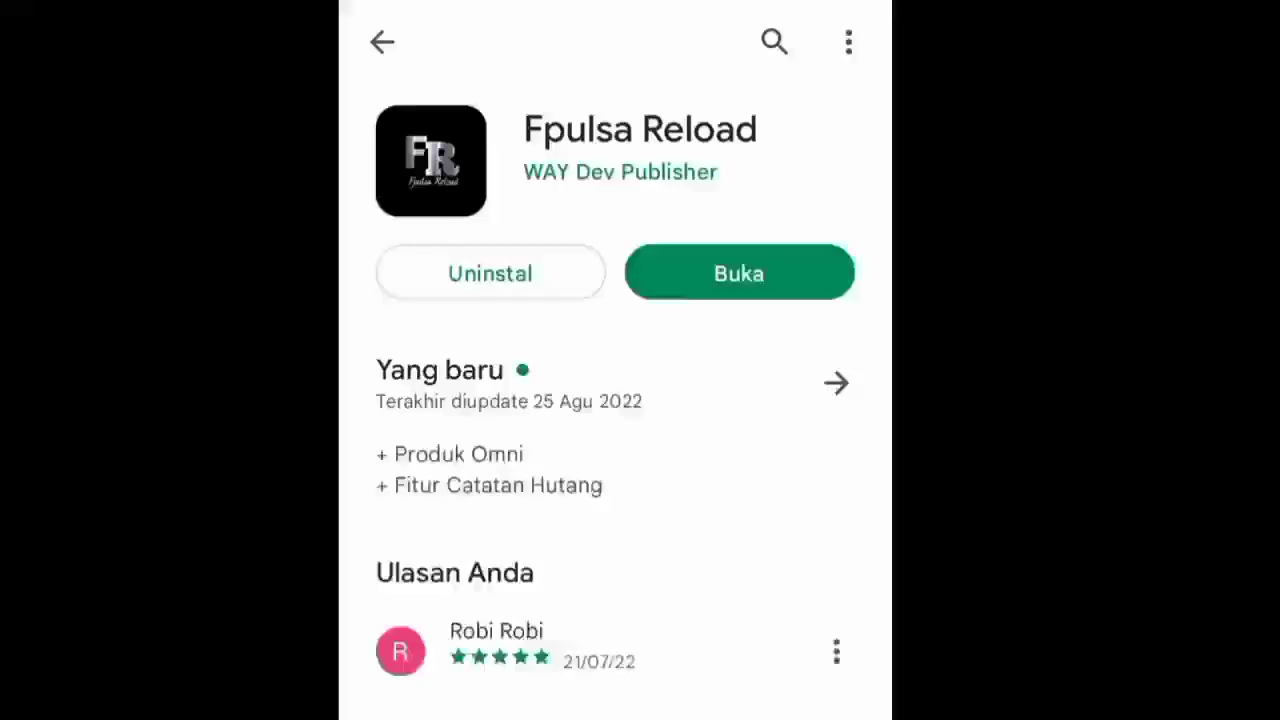 FR
Fpulsa Reload
Fpulsa Reload
WAY Dev Publisher
Uninstal
Buka
Yang baru
Terakhir diupdate 25 Agu 2022
+ Produk Omni
+ Fitur Catatan Hutang
Ulasan Anda
R
Robi Robi
21/07/22